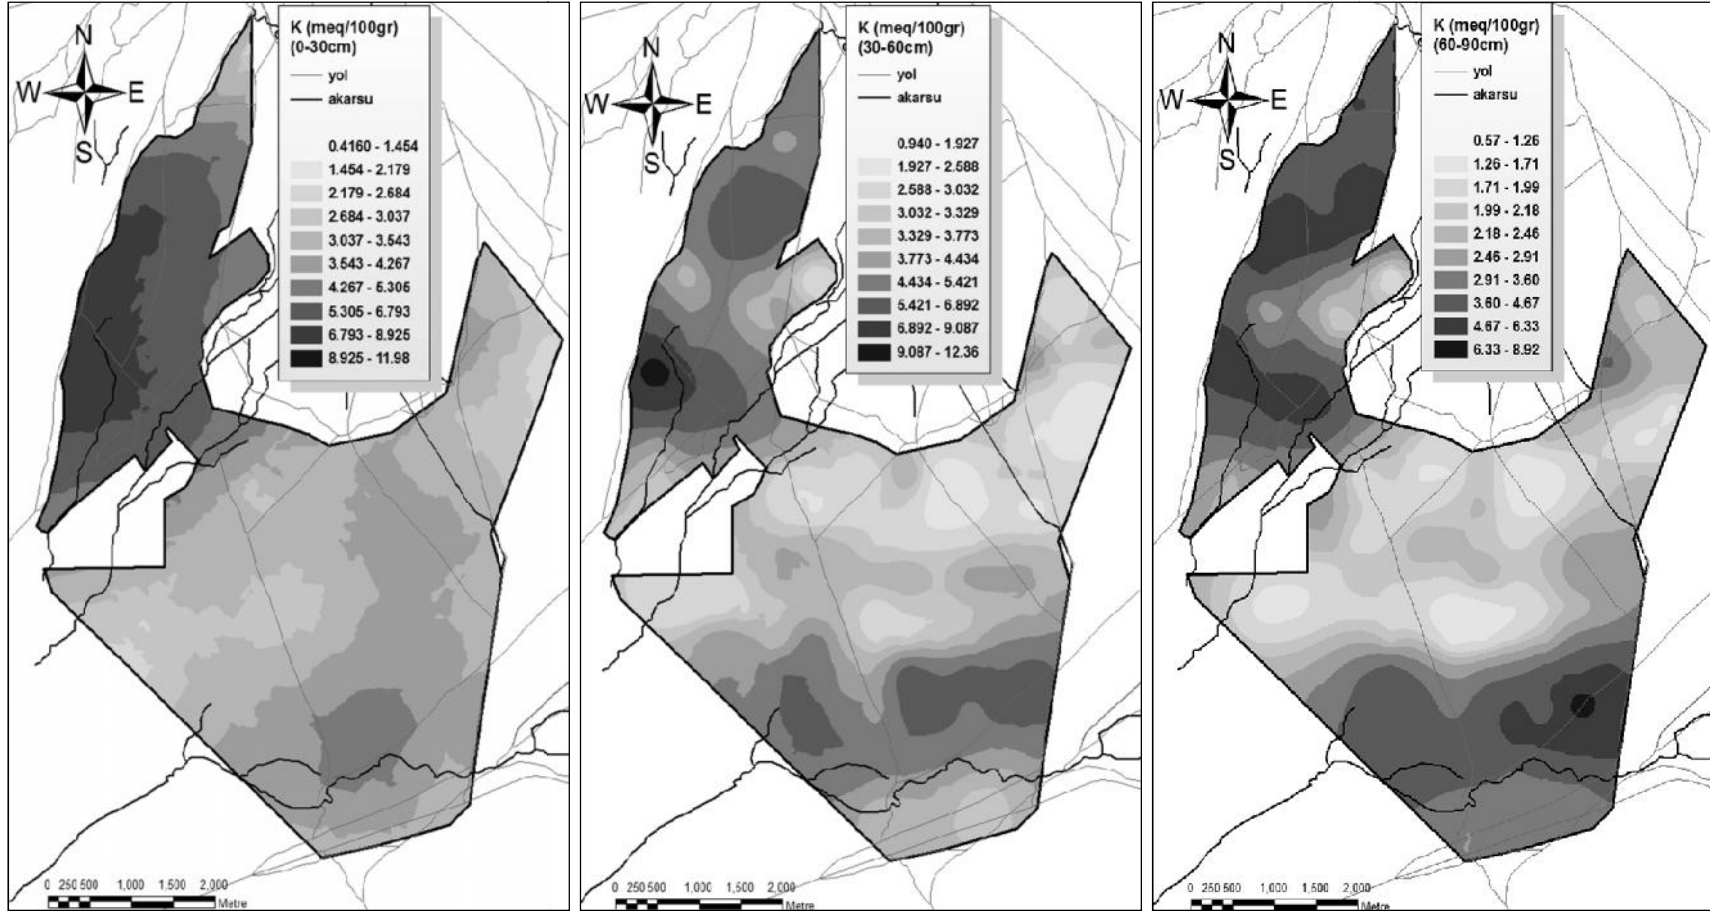 K (meq/100gr)
(0-30cm)
yol
akarsu
0.4160 - 1.454
1.454 - 2.179
2.179 - 2.684
2.684 - 3.037
3.037 - 3.543
3.543 - 4.267
4.267 - 5.305
5.305 - 6.793
6.793 - 8.925
8.925 - 11.98
N
W E
S
0 250 500 1,000 1,500 2,000
Metre
K (meq/100gr)
(30-60cm)
yol
akarsu
0.940 - 1.927
1.927 - 2.588
2.588 - 3.032
3.032 - 3.329
3.329 - 3.773
3.773 - 4.434
4.434 - 5.421
5.421 - 6.892
6.892 - 9.087
9.087 - 12.36
N
W E
S
0 250 500 1,000 1,500 2,000
Metre
K (meq/100gr)
(60-90cm)
yol
akarsu
0.57 - 1.26
1.26 - 1.71
1.71 - 1.99
1.99 - 2.18
2.18 - 2.46
2.46 - 2.91
2.91 - 3.60
3.60 - 4.67
4.67 - 6.33
6.33 - 8.92
N
W E
S
0 250 500 1,000 1,500 2,000
Metre